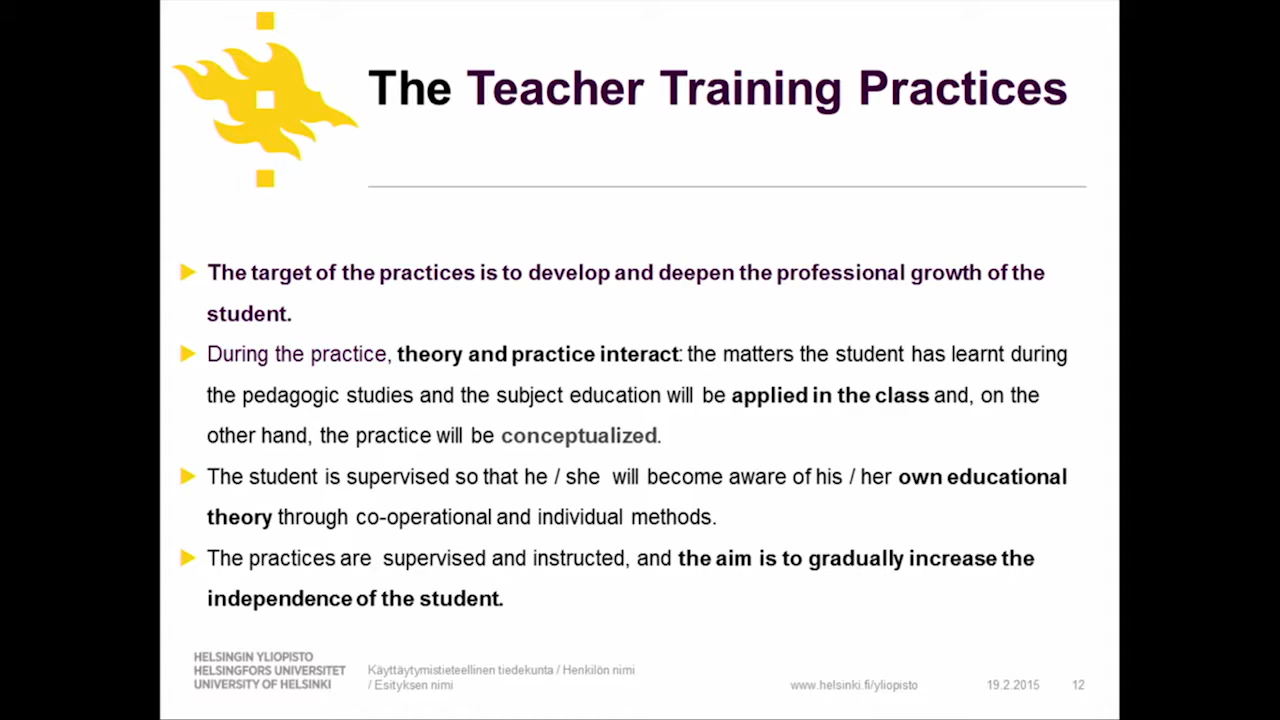 The Teacher Training Practices
The target of the practices is to develop and deepen the professional growth of the
student.
During the practice, theory and practice interact: the matters the student has learnt during
the pedagogic studies and the subject education will be applied in the class and, on the
other hand, the practice will be conceptualized.
The student is supervised so that he / she will become aware of his / her own educational
theory through co-operational and individual methods.
The practices are supervised and instructed, and the aim is to gradually increase the
independence of the student.
HELSINGIN YLIOPISTO
HELSINGFORS UNIVERSITET
UNIVERSITY OF HELSINKI
Käyttäytymistieteellinen tiedekunta / Henkilön nimi
/ Esityksen nimi
www.helsinki.fi/yliopisto
19.2.2015
12